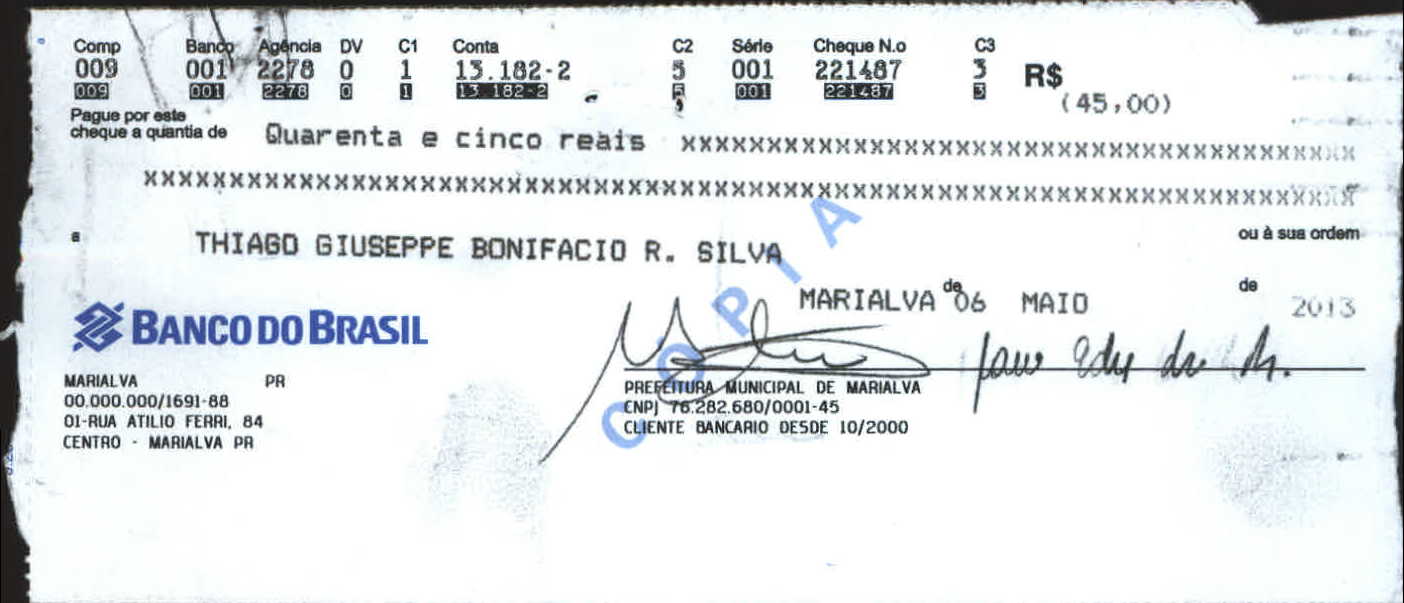 Comp Banco Agência DV C1 Conta C2 Série Cheque N.o C3
009 001 2278 0 1 13.182-2 5 001 221487 3 R$
009 001 2278 0 1 13.182-2 5 001 221487 3 (45,00)
Pague por este
cheque a quantia de Quarenta e cinco reais xxxxxxxxxxxxxxxxxxxxxxxxxxxxxxxxxxxxxxxxxxxxxxx
xxxxxxxxxxxxxxxxxxxxxxxxxxxxxxxxxxxxxxxxxxxxxxxxxxxxxxxxxxxxxxxxxxxxxxxxxxxxxxxxxxxx
a THIAGO GIUSEPPE BONIFACIO R. SILVA ou à sua ordem
MARIALVA de 06 MAIO de 2013
BANCO DO BRASIL
MARIALVA PR
00.000.000/1691-88
01-RUA ATILIO FERRI, 84
CENTRO - MARIALVA PR
PREFEITURA MUNICIPAL DE MARIALVA
CNPJ 76.282.680/0001-45
CLIENTE BANCARIO DESDE 10/2000
COPIA